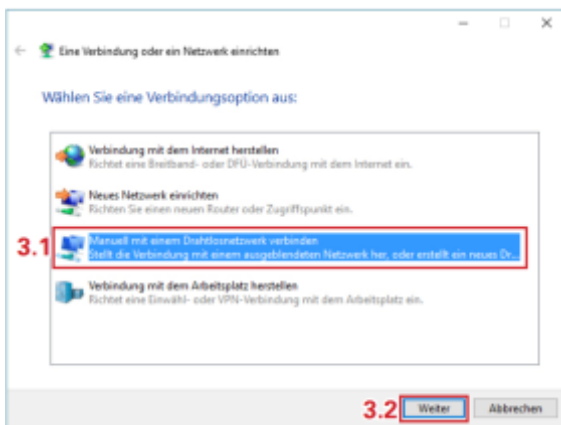 Eine Verbindung oder ein Netzwerk einrichten
Wählen Sie eine Verbindungsoption aus:
Verbindung mit dem Internet herstellen
Richtet eine Breitband- oder DFÜ-Verbindung mit dem Internet ein.
Neues Netzwerk einrichten
Richten Sie einen neuen Router oder Zugriffspunkt ein.
3.1 Manuell mit einem Drahtlosnetzwerk verbinden
Stellt die Verbindung mit einem ausgeblendeten Netzwerk her, oder erstellt ein neues Dr...
Verbindung mit dem Arbeitsplatz herstellen
Richtet eine Einwähl- oder VPN-Verbindung mit dem Arbeitsplatz ein.
3.2 Weiter Abbrechen